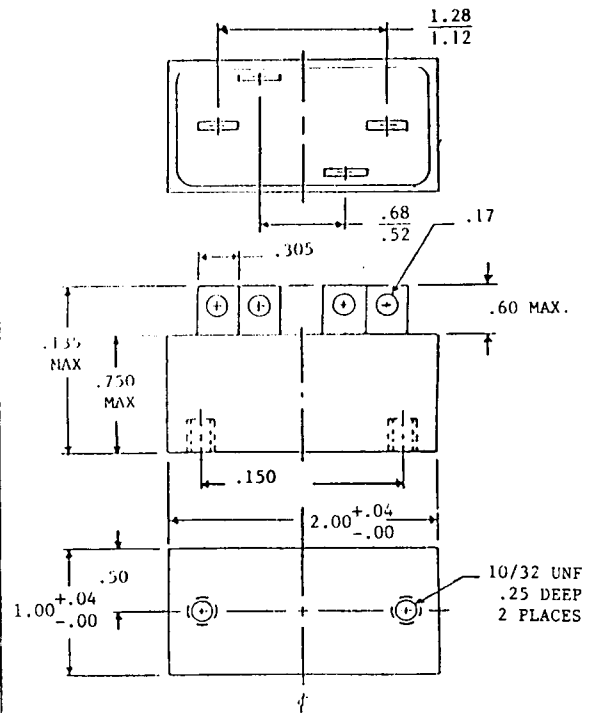 1.28
1.12
.68
.52
.17
.305
.60 MAX.
MAX
.750
MAX
.150
2.00 +.04
-.00
.50
1.00 +.04
-.00
10/32 UNF
.25 DEEP
2 PLACES